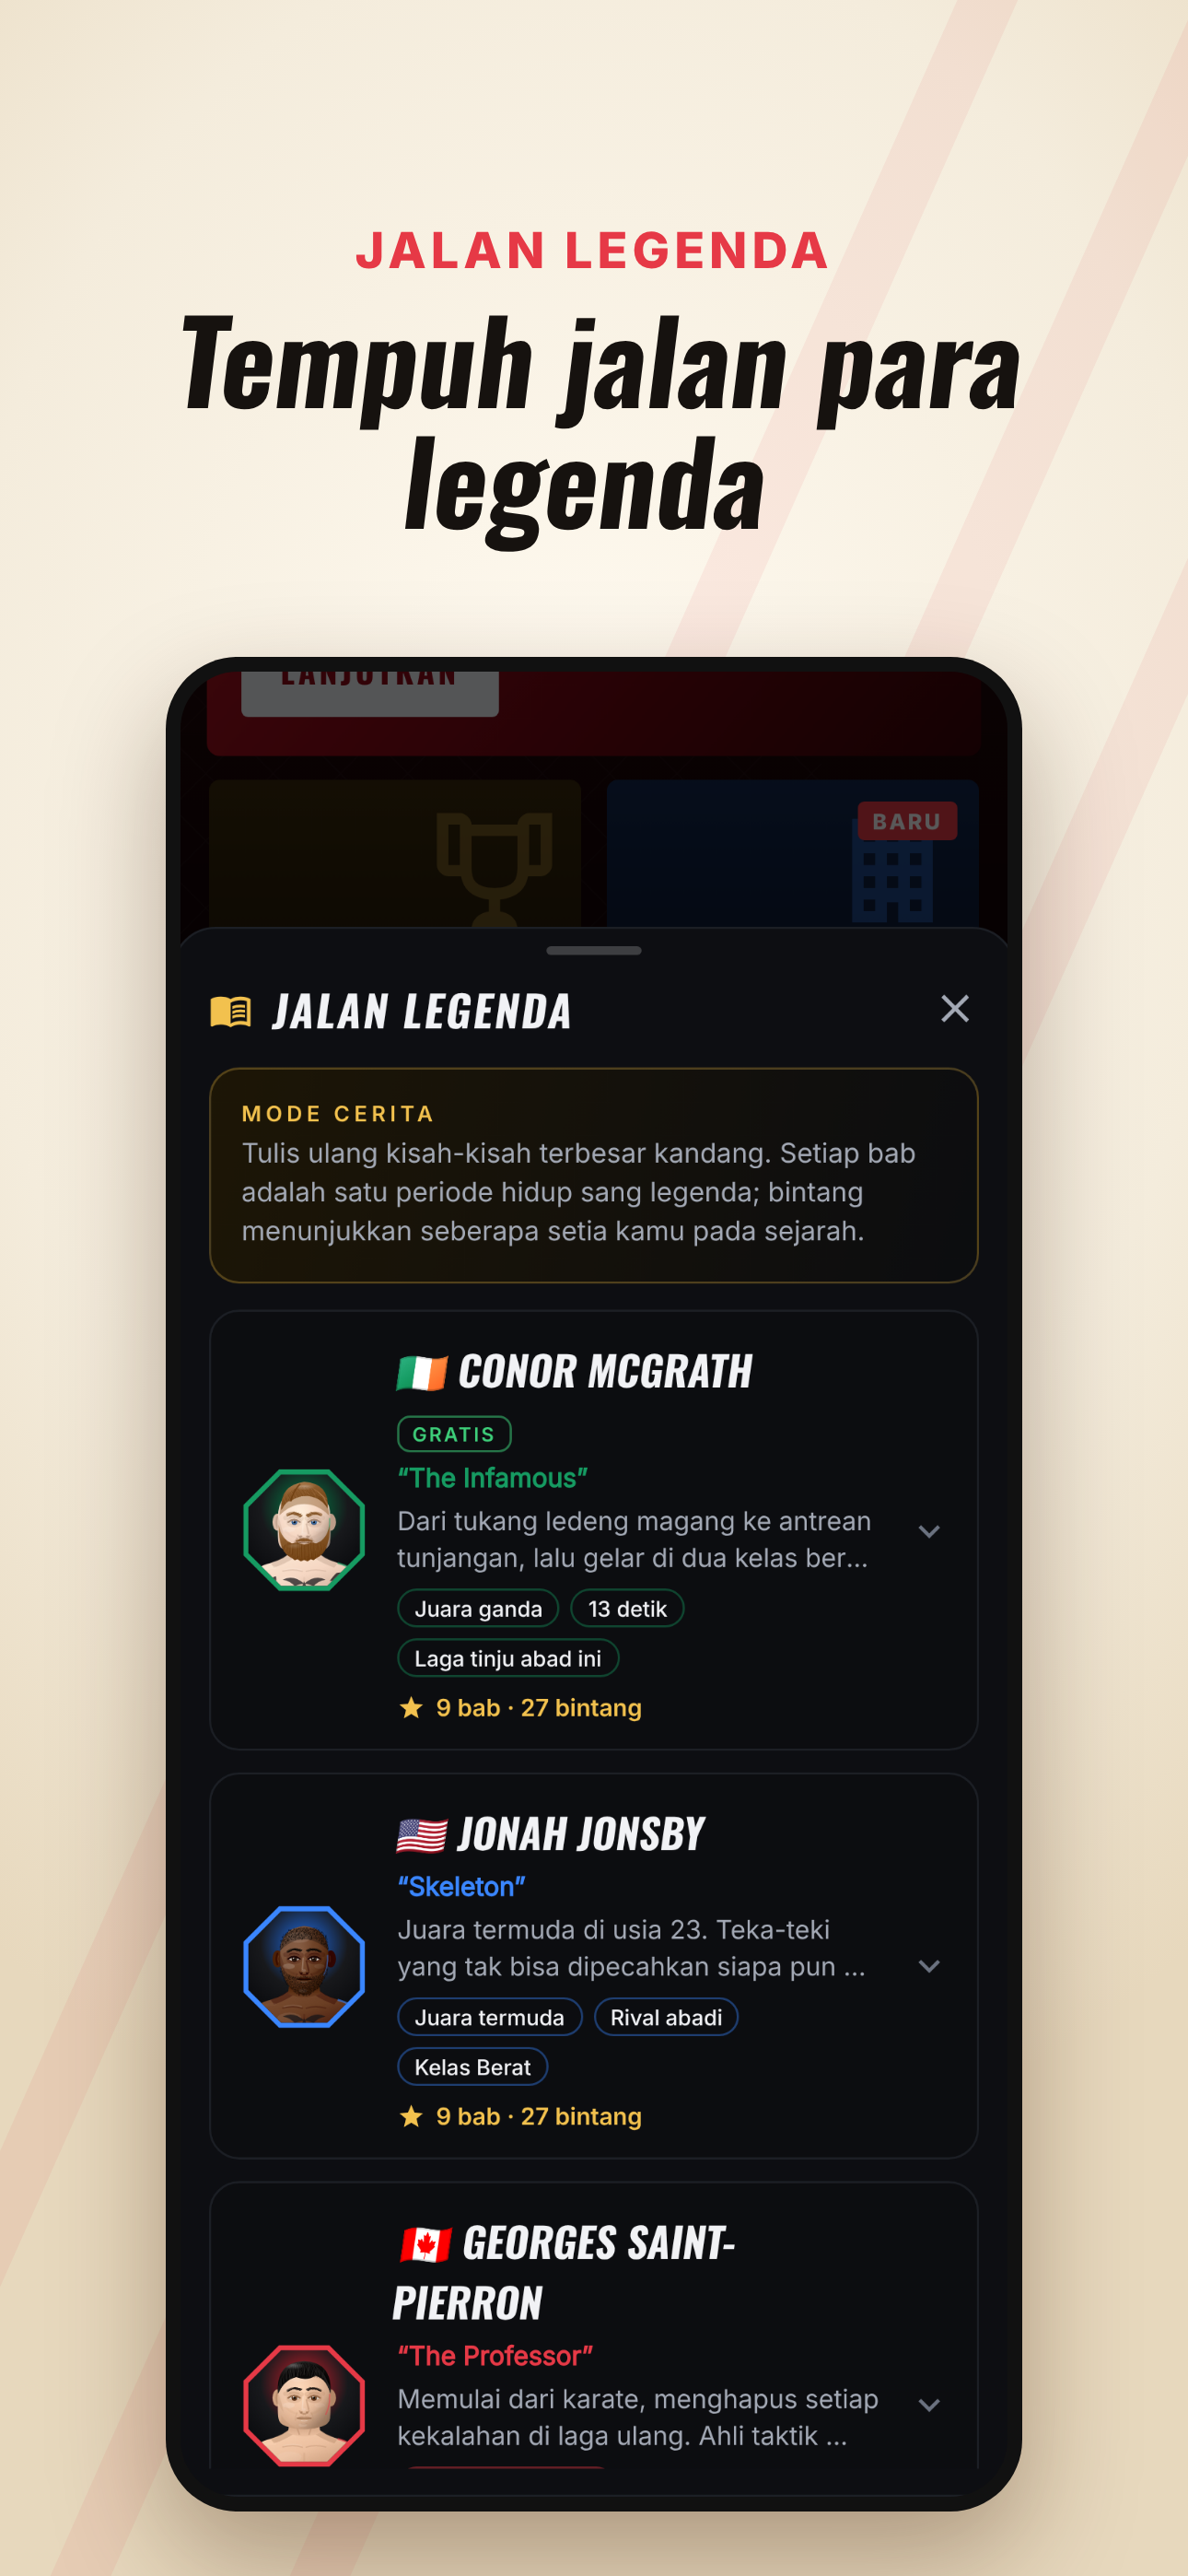 JALAN LEGENDA
Tempuh jalan para
legenda
LANJUTKAN
BARU
JALAN LEGENDA
MODE CERITA
Tulis ulang kisah-kisah terbesar kandang. Setiap bab
adalah satu periode hidup sang legenda; bintang
menunjukkan seberapa setia kamu pada sejarah.
🇮🇪 CONOR MCGRATH
GRATIS
“The Infamous”
Dari tukang ledeng magang ke antrean
tunjangan, lalu gelar di dua kelas ber...
Juara ganda 13 detik
Laga tinju abad ini
★ 9 bab · 27 bintang
🇺🇸 JONAH JONSBY
“Skeleton”
Juara termuda di usia 23. Teka-teki
yang tak bisa dipecahkan siapa pun ...
Juara termuda Rival abadi
Kelas Berat
★ 9 bab · 27 bintang
🇨🇦 GEORGES SAINT-
PIERRON
“The Professor”
Memulai dari karate, menghapus setiap
kekalahan di laga ulang. Ahli taktik ...